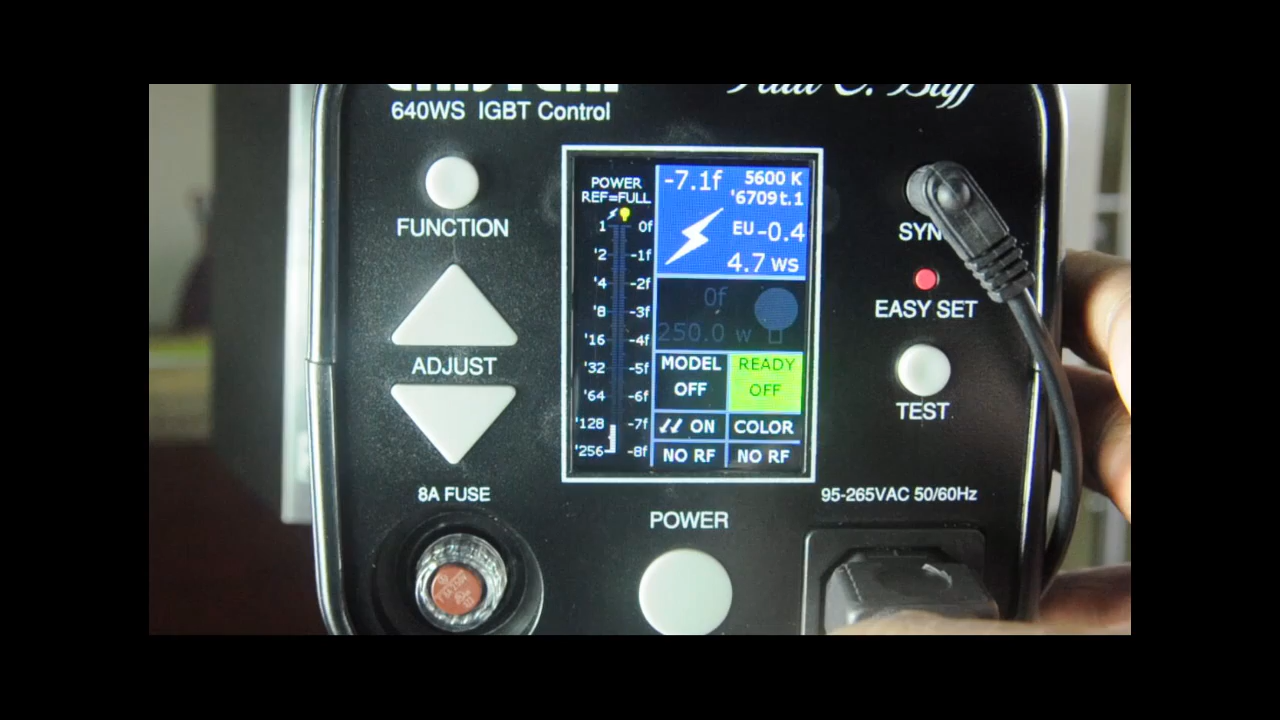 640WS IGBT Control
FUNCTION
ADJUST
8A FUSE
POWER
REF=FULL
1 0f
'2 -1f
'4 -2f
'8 -3f
'16 -4f
'32 -5f
'64 -6f
'128 -7f
'256 -8f
-7.1f 5600 K
'6709 t.1
EU -0.4
4.7 WS
0f
250.0 w
MODEL
OFF
READY
OFF
ON
COLOR
NO RF
NO RF
SYN
EASY SET
TEST
95-265VAC 50/60Hz
POWER